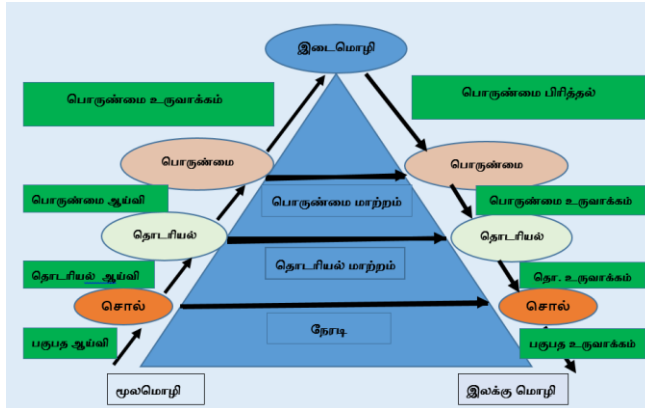 இடைமொழி
பொருண்மை உருவாக்கம்
பொருண்மை பிரித்தல்
பொருண்மை
பொருண்மை
பொருண்மை ஆய்வி
பொருண்மை மாற்றம்
பொருண்மை உருவாக்கம்
தொடரியல்
தொடரியல்
தொடரியல் ஆய்வி
தொடரியல் மாற்றம்
தொ. உருவாக்கம்
சொல்
சொல்
பகுபத ஆய்வி
நேரடி
பகுபத உருவாக்கம்
மூலமொழி
இலக்கு மொழி